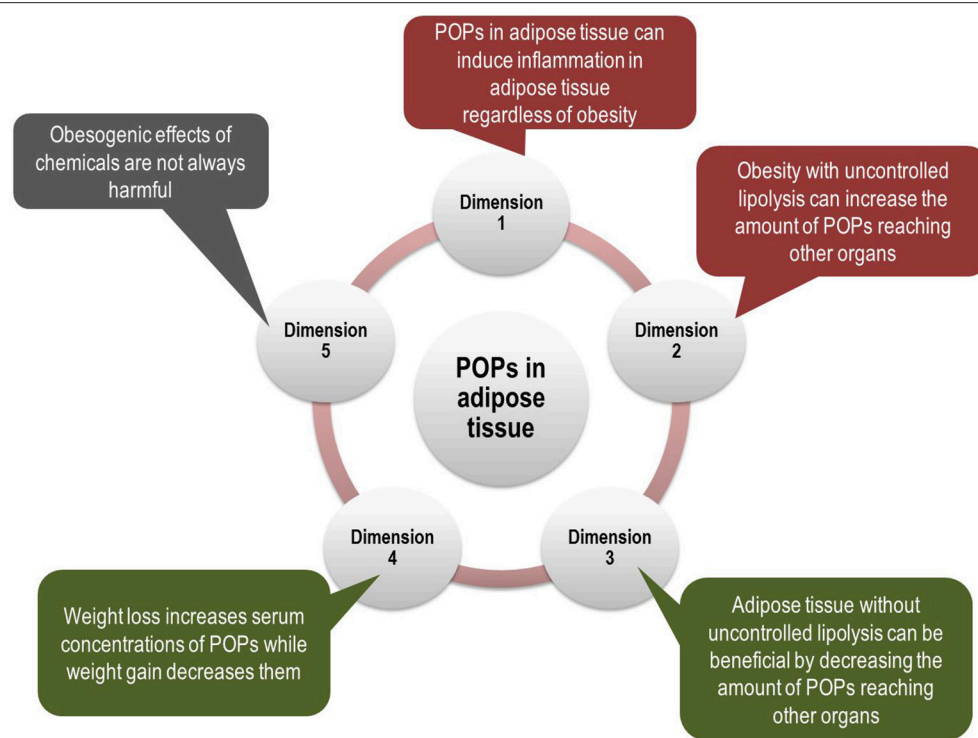 POPs in adipose tissue can
induce inflammation in
adipose tissue
regardless of obesity
Obesogenic effects of
chemicals are not always
harmful
Obesity with uncontrolled
lipolysis can increase the
amount of POPs reaching
other organs
Dimension
1
Dimension
5
Dimension
2
POPs in
adipose
tissue
Dimension
4
Dimension
3
Weight loss increases serum
concentrations of POPs while
weight gain decreases them
Adipose tissue without
uncontrolled lipolysis can be
beneficial by decreasing the
amount of POPs reaching
other organs